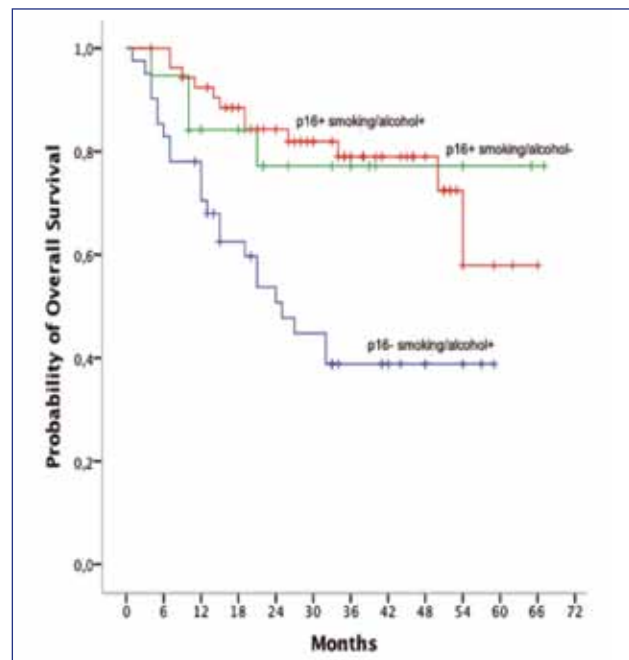 Probability of Overall Survival
1,0
0,8
0,6
0,4
0,2
0,0
p16+ smoking/alcohol+
p16+ smoking/alcohol-
p16- smoking/alcohol+
0 6 12 18 24 30 36 42 48 54 60 66 72
Months